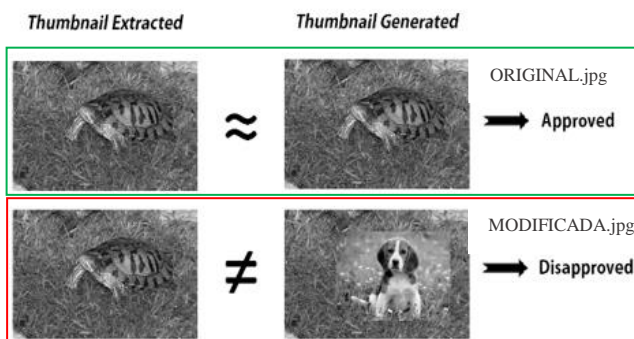 Thumbnail Extracted
Thumbnail Generated
ORIGINAL.jpg
≈
Approved
MODIFICADA.jpg
≠
Disapproved